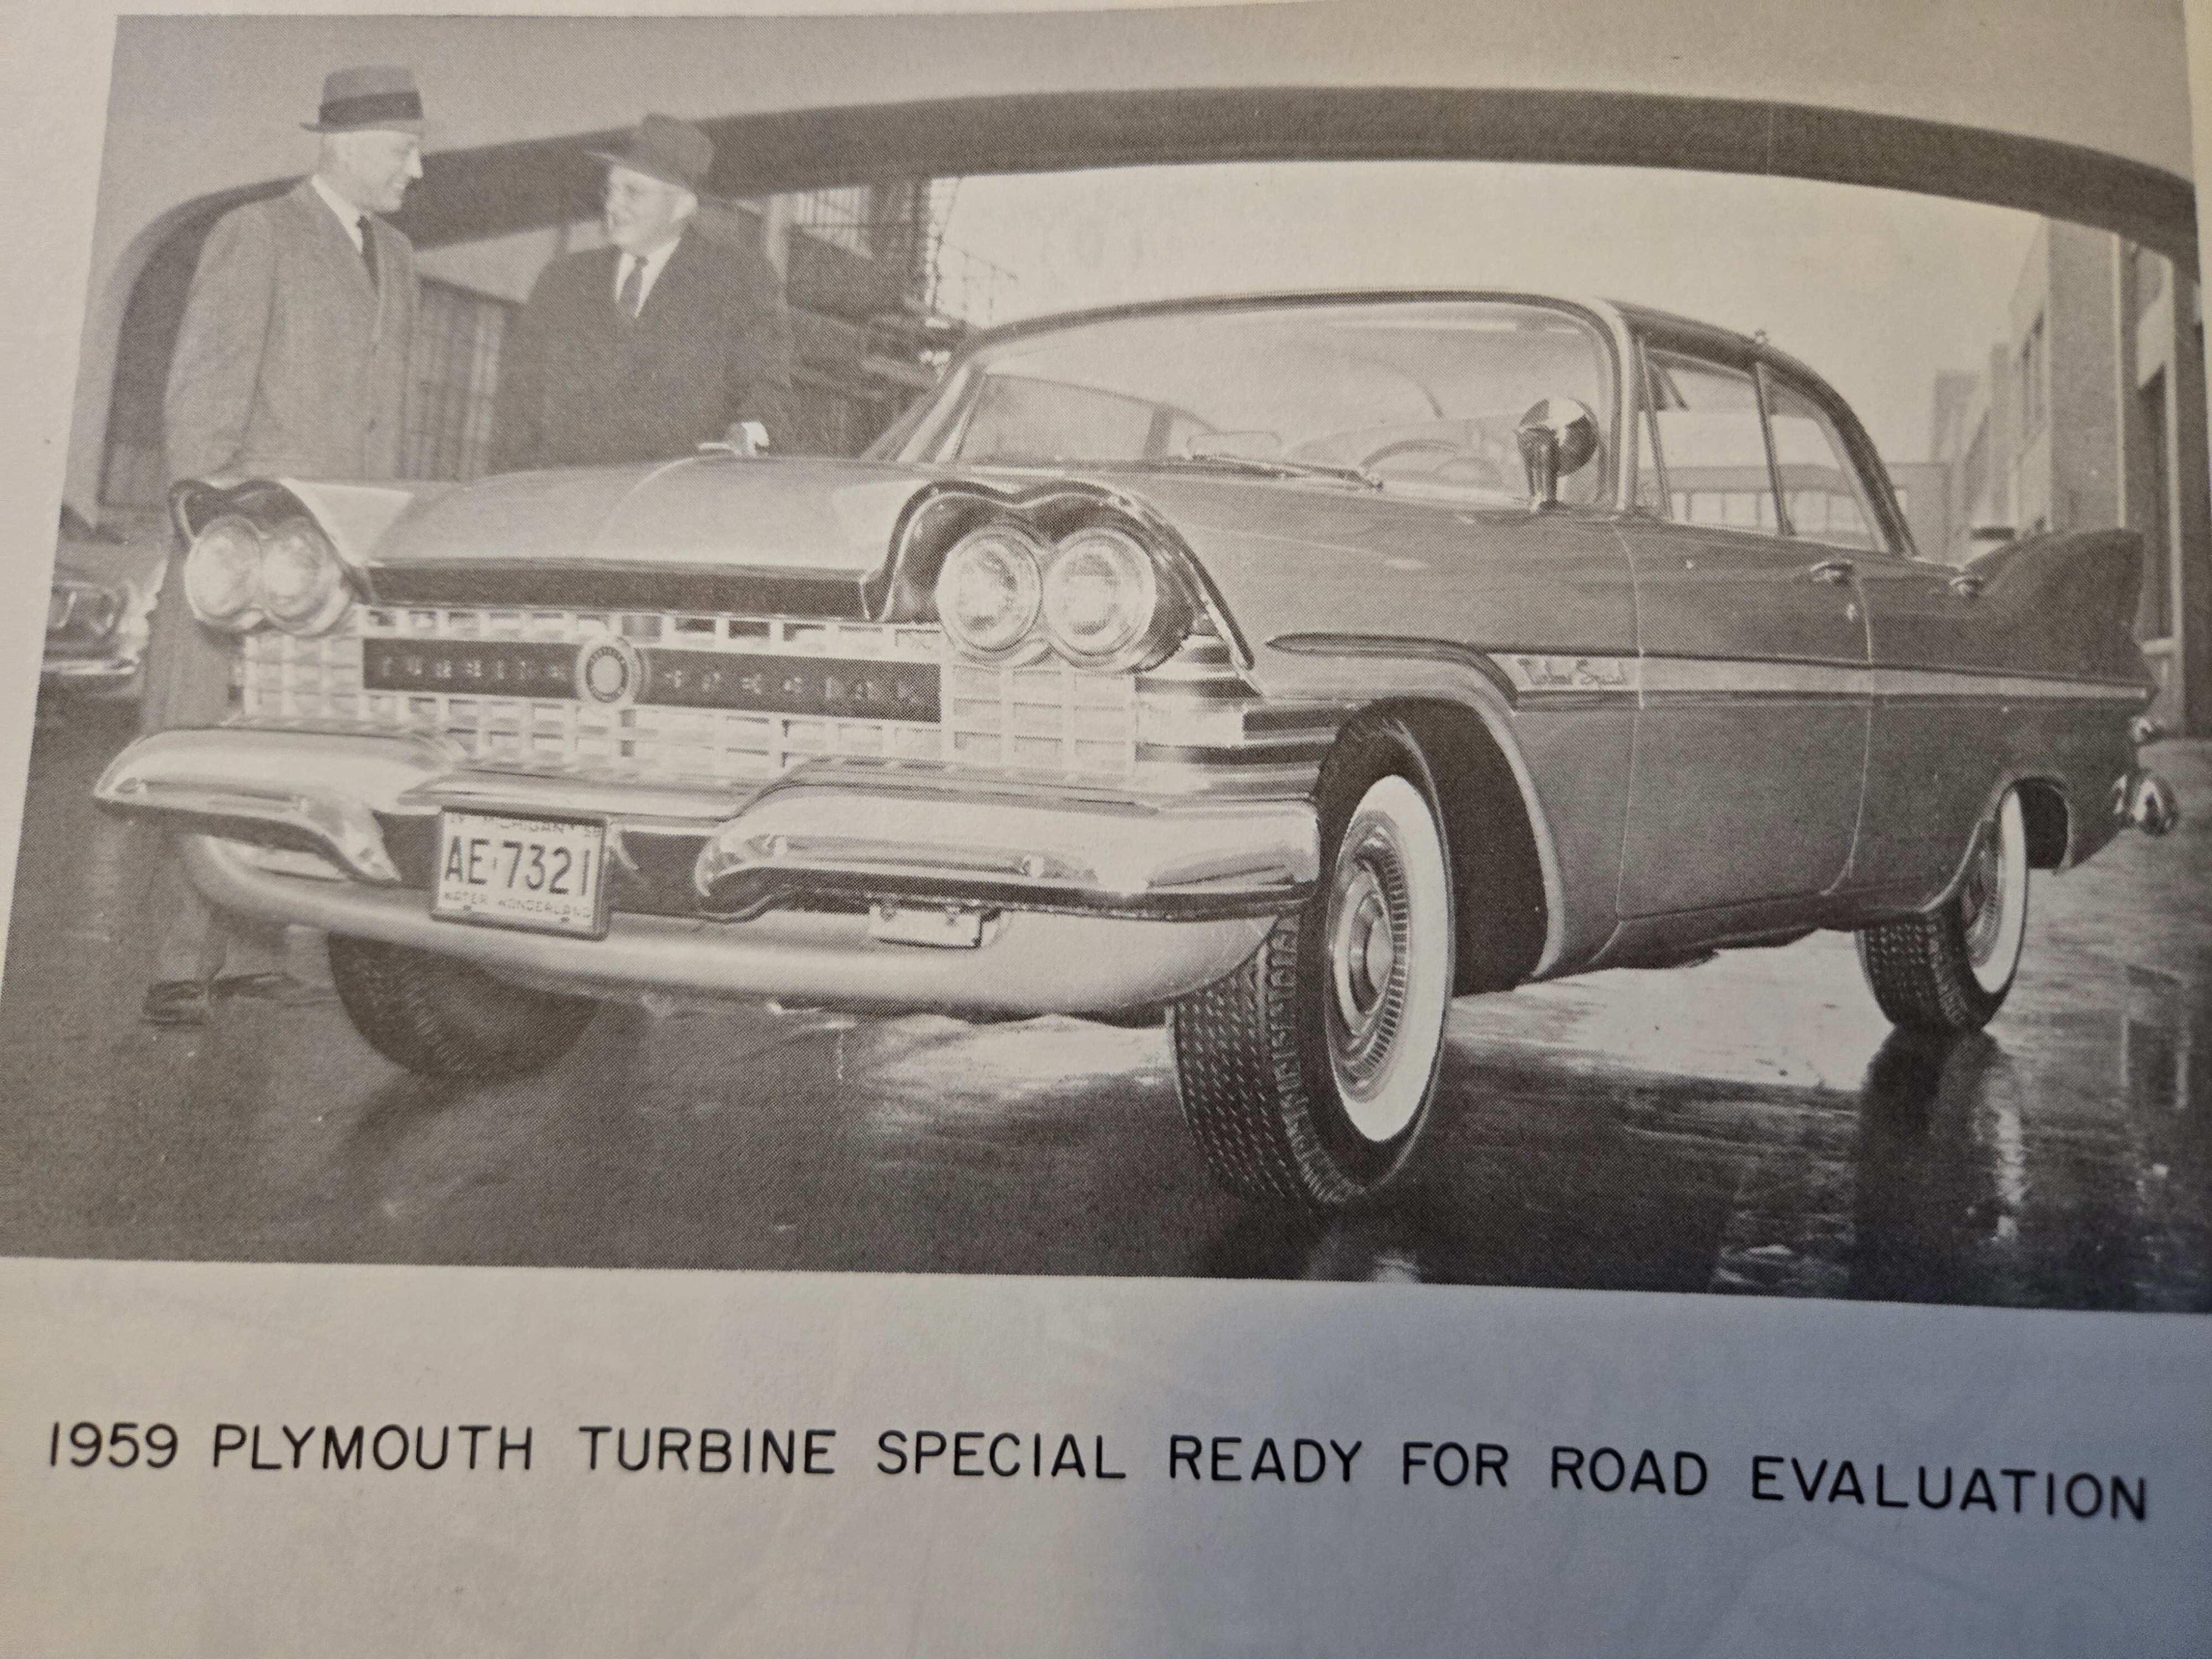 TURBINE SPECIAL
Turbine Special
MICHIGAN
AE·7321
WATER WONDERLAND
1959 PLYMOUTH TURBINE SPECIAL READY FOR ROAD EVALUATION